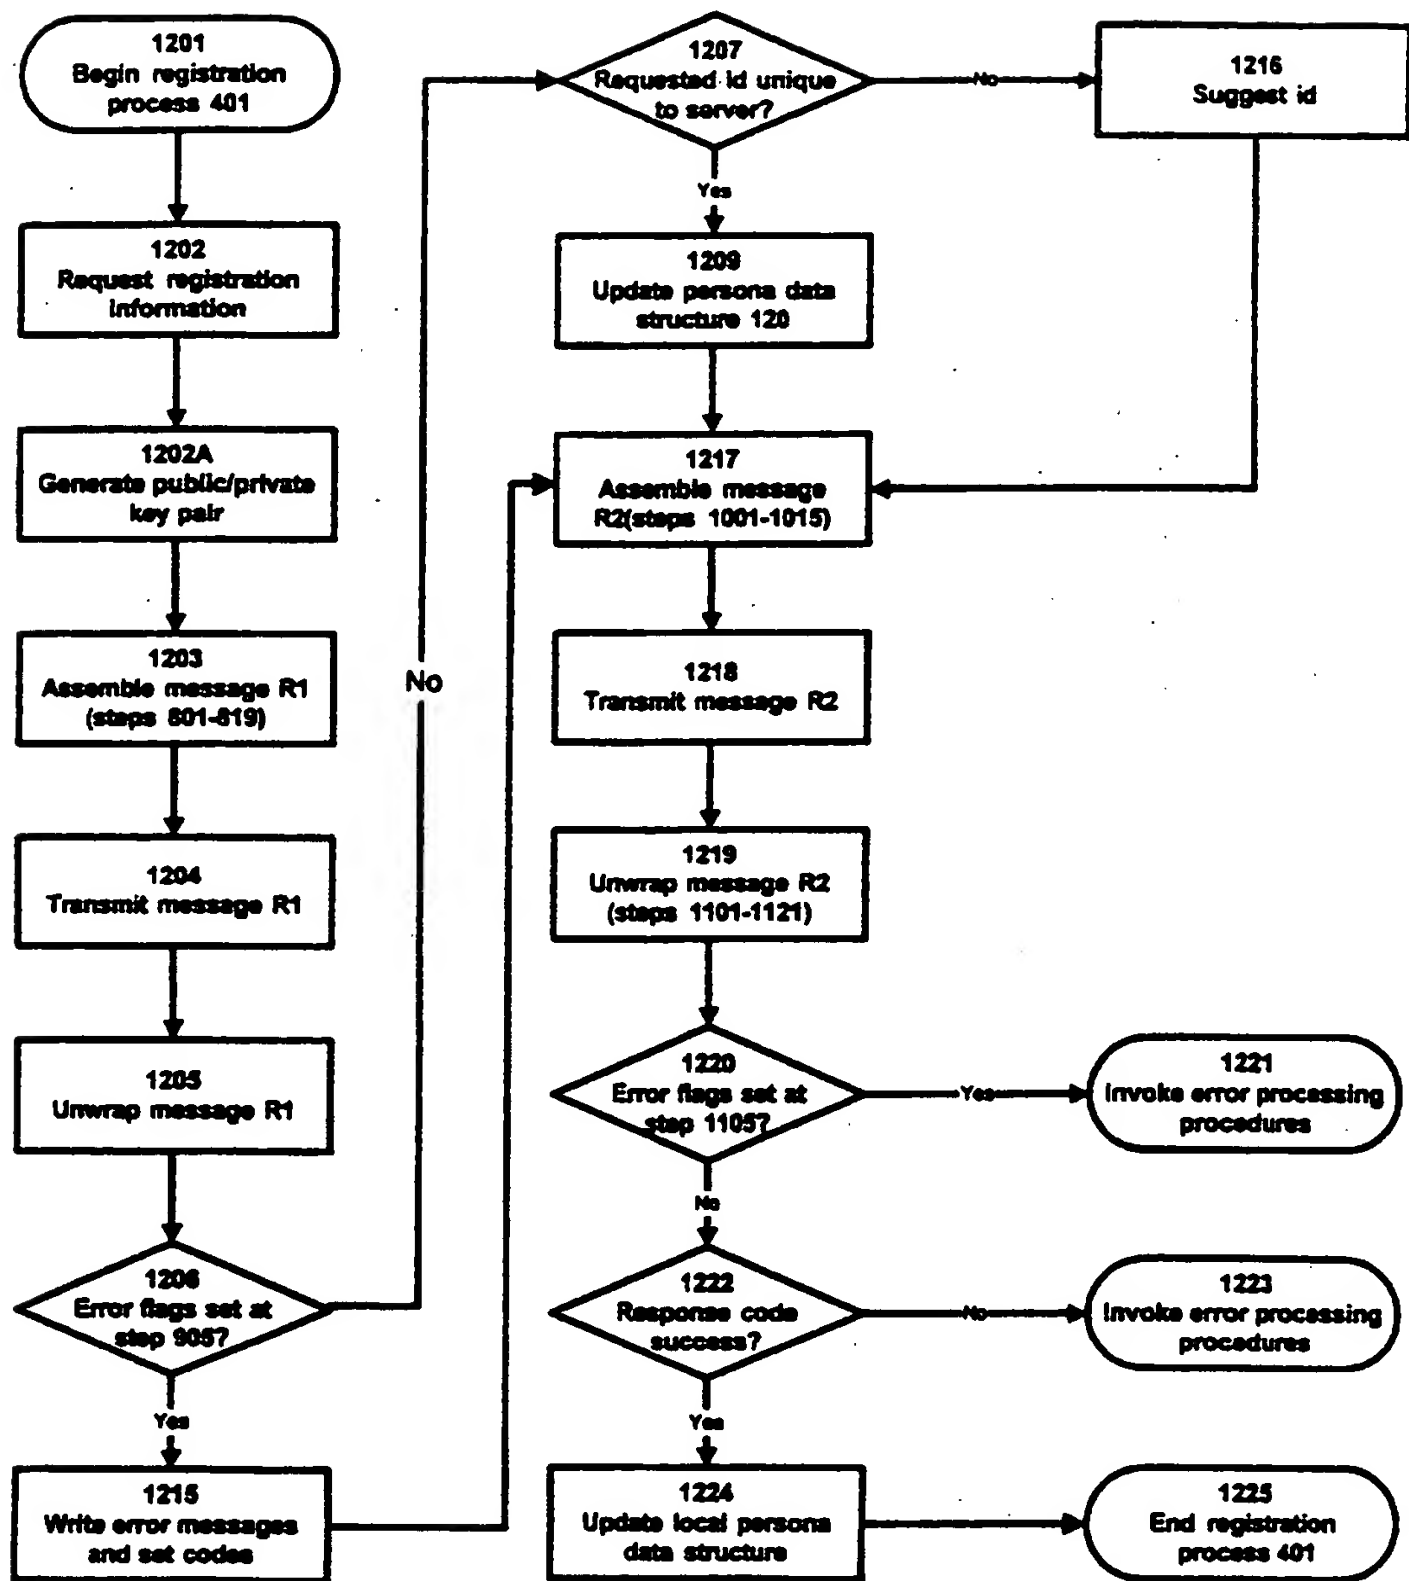 1201
Begin registration
process 401
1202
Request registration
information
1202A
Generate public/private
key pair
1203
Assemble message R1
(steps 801-819)
1204
Transmit message R1
1205
Unwrap message R1
1206
Error flags set at
step 905?
Yes
1215
Write error messages
and set codes
No
1207
Requested id unique
to server?
No
1216
Suggest id
Yes
1209
Update persona data
structure 120
1217
Assemble message
R2(steps 1001-1015)
1218
Transmit message R2
1219
Unwrap message R2
(steps 1101-1121)
1220
Error flags set at
step 1105?
Yes
1221
Invoke error processing
procedures
No
1222
Response code
success?
No
1223
Invoke error processing
procedures
Yes
1224
Update local persona
data structure
1225
End registration
process 401